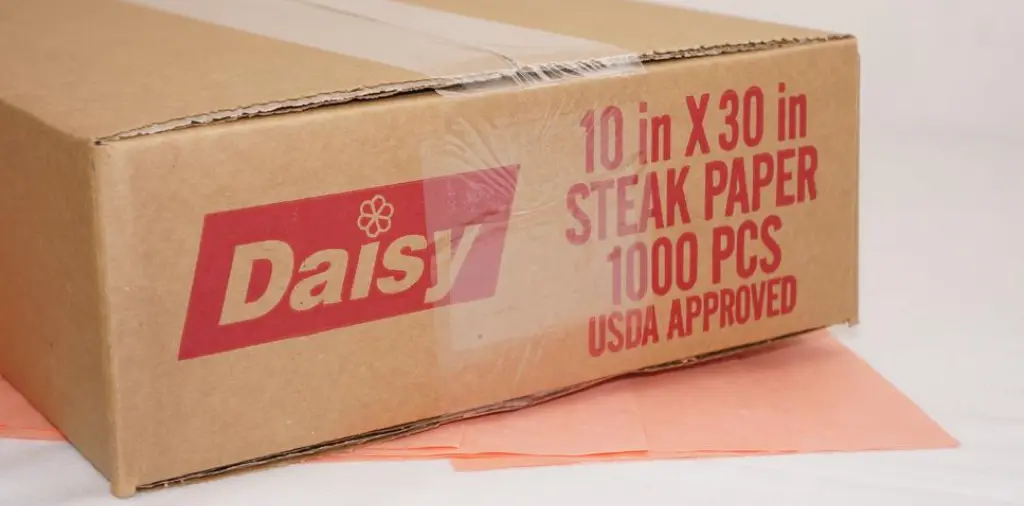 Daisy
10 in X 30 in
STEAK PAPER
1000 PCS
USDA APPROVED